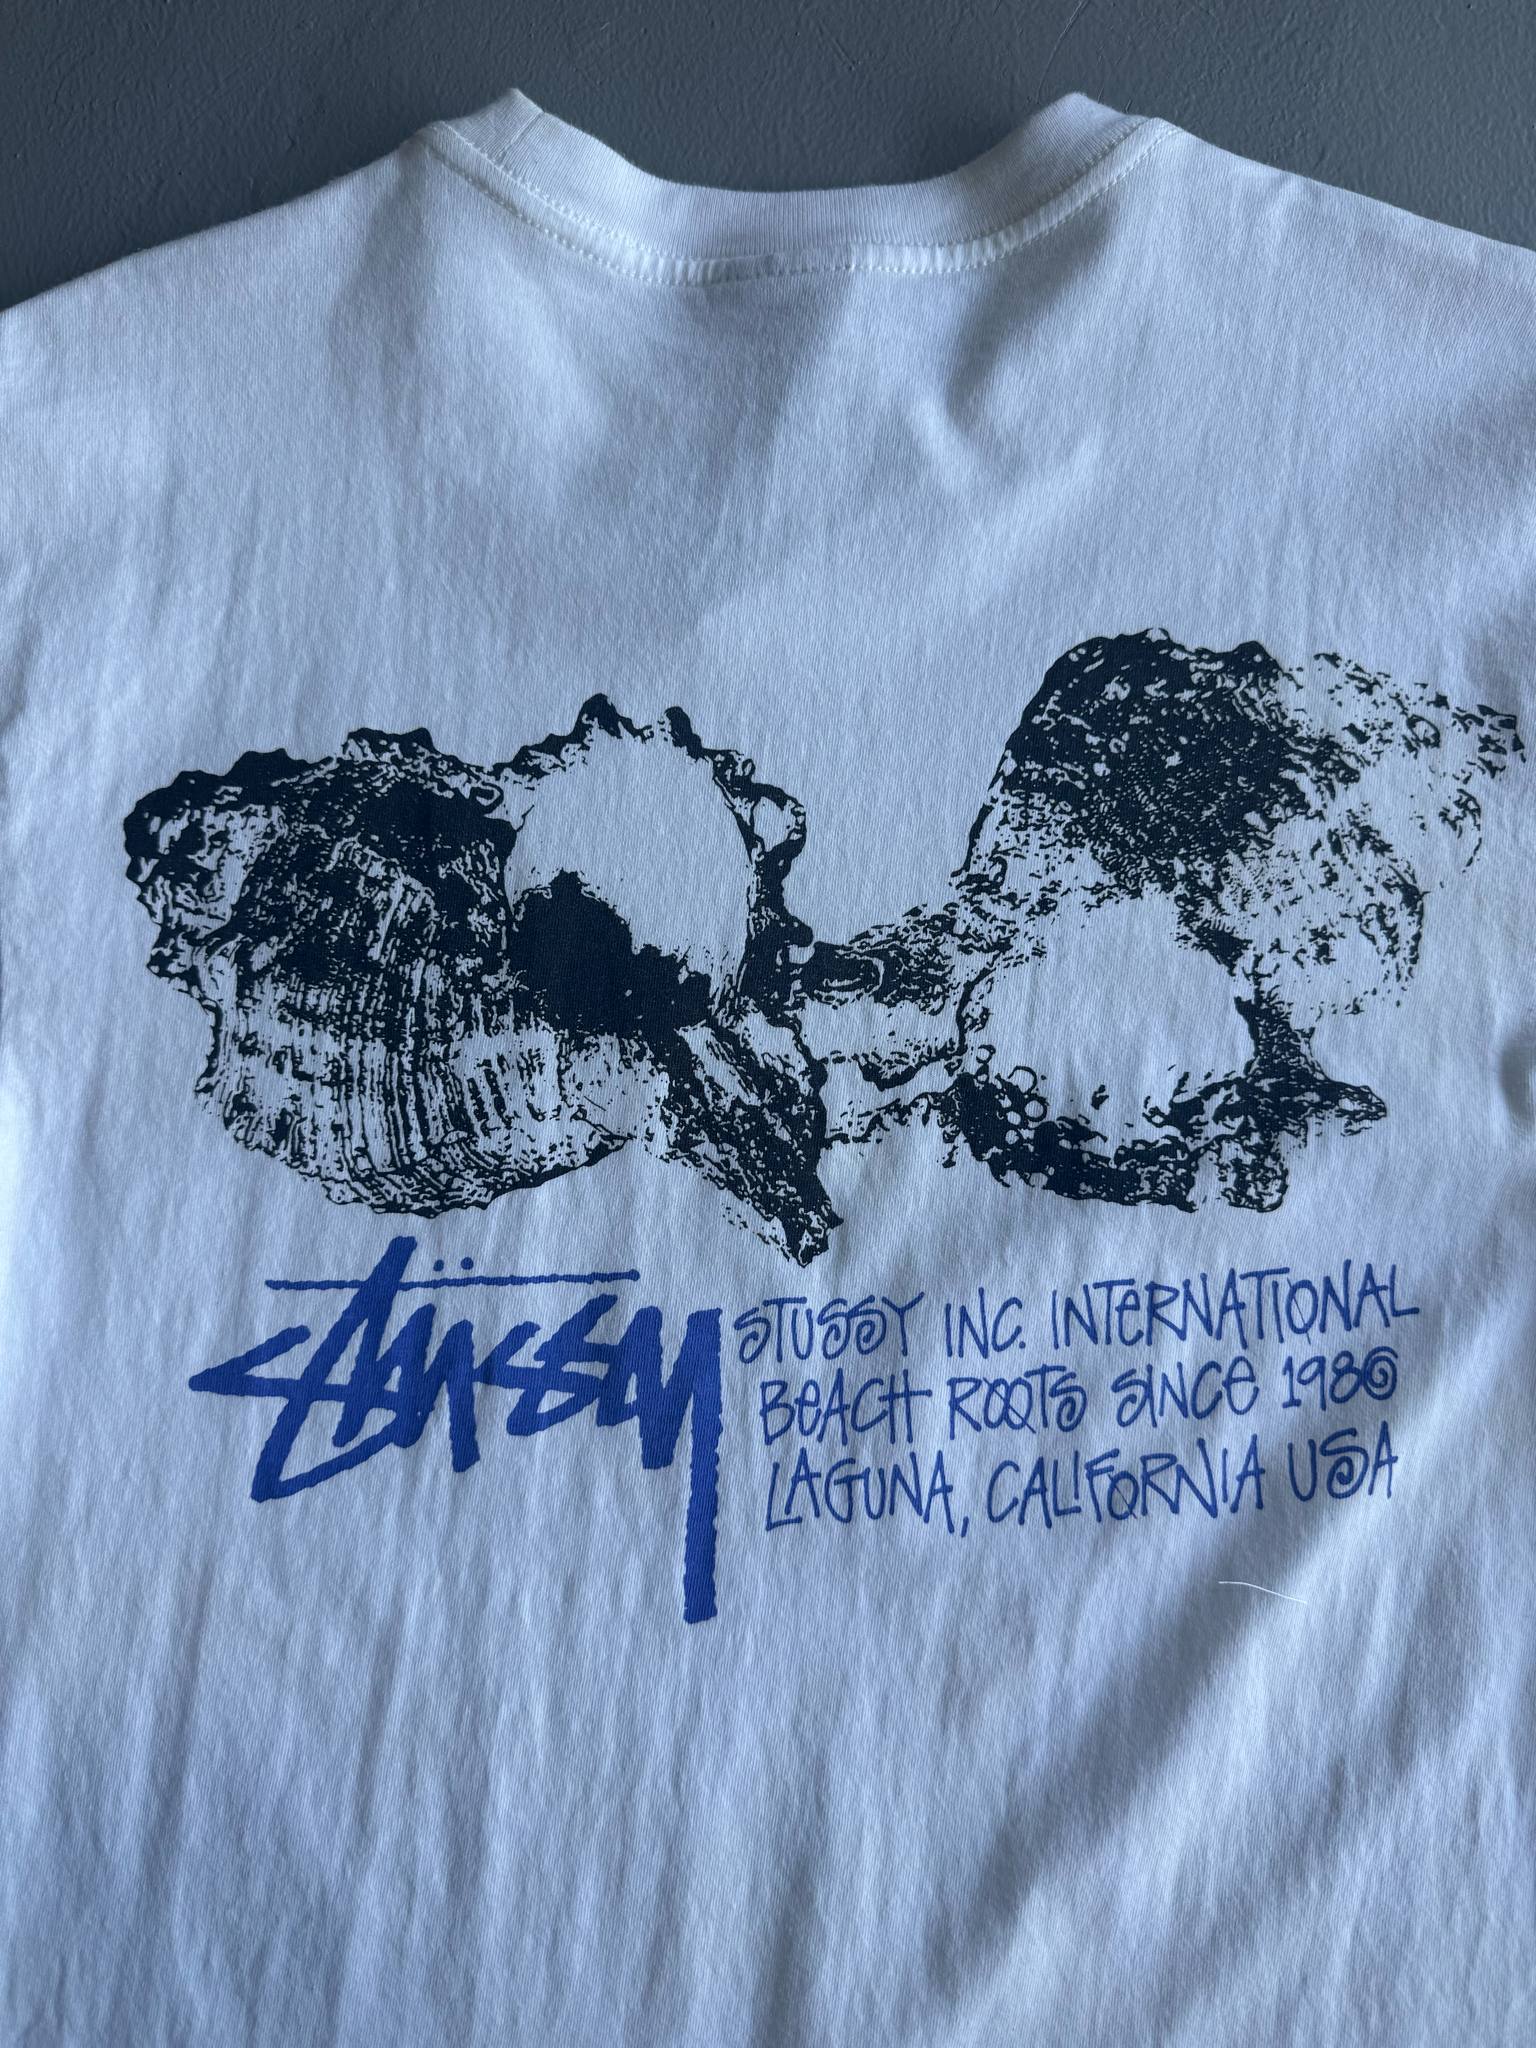 Stüssy
STUSSY INC. INTERNATIONAL
BEACH ROOTS SINCE 1980
LAGUNA, CALIFORNIA USA